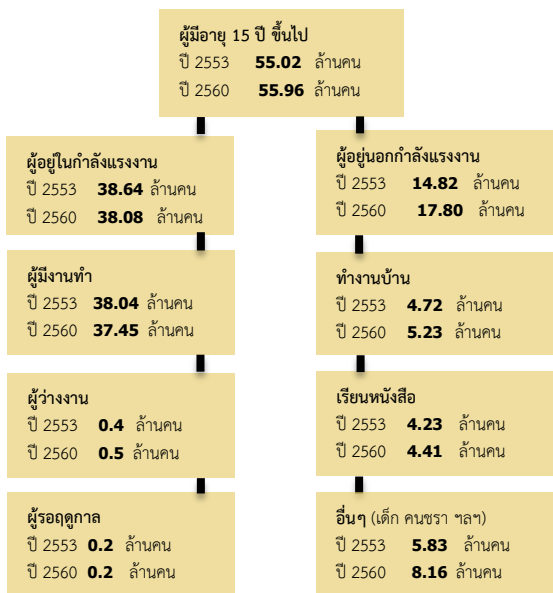 ผู้มีอายุ 15 ปี ขึ้นไป
ปี 2553 55.02 ล้านคน
ปี 2560 55.96 ล้านคน
ผู้อยู่ในกำลังแรงงาน
ปี 2553 38.64 ล้านคน
ปี 2560 38.08 ล้านคน
ผู้มีงานทำ
ปี 2553 38.04 ล้านคน
ปี 2560 37.45 ล้านคน
ผู้ว่างงาน
ปี 2553 0.4 ล้านคน
ปี 2560 0.5 ล้านคน
ผู้รอฤดูกาล
ปี 2553 0.2 ล้านคน
ปี 2560 0.2 ล้านคน
ผู้อยู่นอกกำลังแรงงาน
ปี 2553 14.82 ล้านคน
ปี 2560 17.80 ล้านคน
ทำงานบ้าน
ปี 2553 4.72 ล้านคน
ปี 2560 5.23 ล้านคน
เรียนหนังสือ
ปี 2553 4.23 ล้านคน
ปี 2560 4.41 ล้านคน
อื่นๆ (เด็ก คนชรา ฯลฯ)
ปี 2553 5.83 ล้านคน
ปี 2560 8.16 ล้านคน